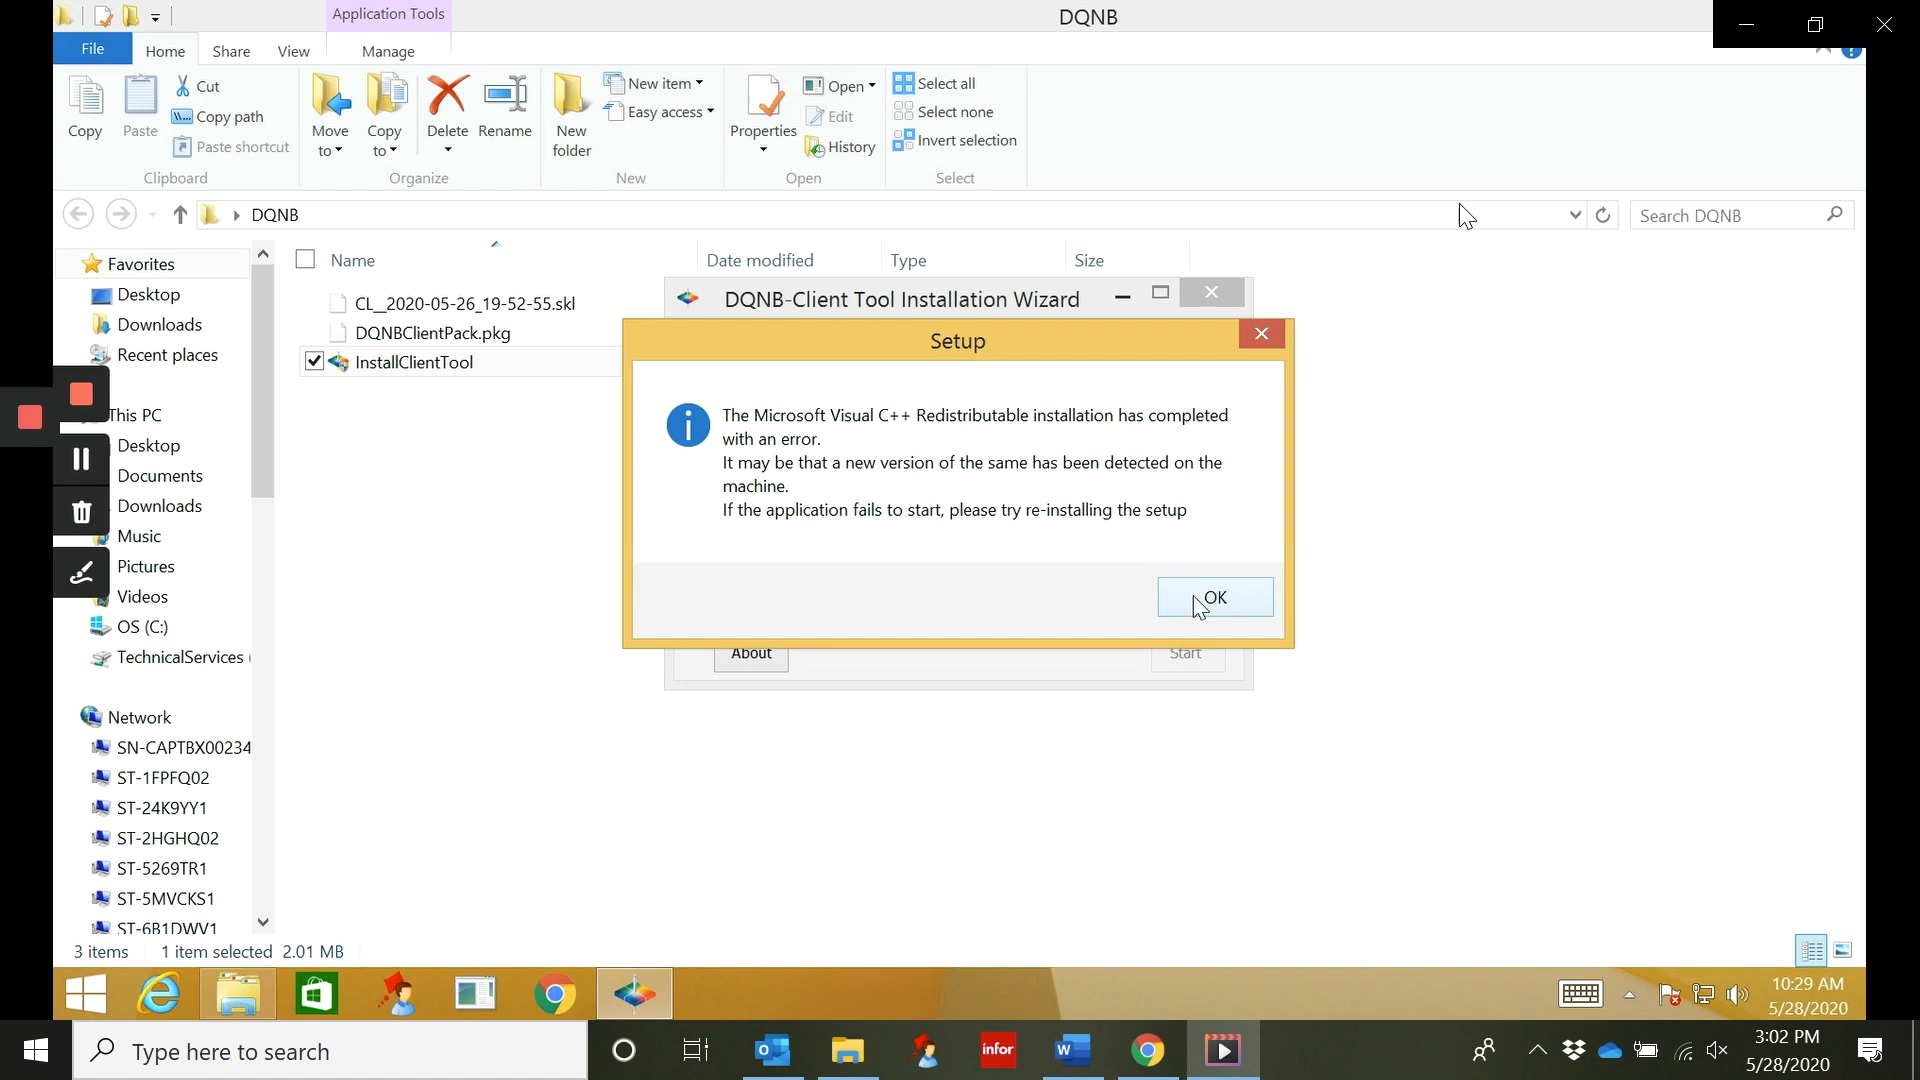 Application Tools
DQNB
File
Home
Share
View
Manage
Copy
Paste
Cut
Copy path
Paste shortcut
Clipboard
Move to
Copy to
Delete
Rename
Organize
New folder
New item
Easy access
New
Properties
Open
Edit
History
Open
Select all
Select none
Invert selection
Select
DQNB
Search DQNB
Name
Date modified
Type
Size
Favorites
Desktop
Downloads
Recent places
This PC
Desktop
Documents
Downloads
Music
Pictures
Videos
OS (C:)
TechnicalServices (
Network
SN-CAPTBX00234
ST-1FPFQ02
ST-24K9YY1
ST-2HGHQ02
ST-5269TR1
ST-5MVCKS1
ST-6B1DWV1
CL__2020-05-26_19-52-55.skl
DQNBClientPack.pkg
InstallClientTool
DQNB-Client Tool Installation Wizard
Setup
The Microsoft Visual C++ Redistributable installation has completed
with an error.
It may be that a new version of the same has been detected on the
machine.
If the application fails to start, please try re-installing the setup
OK
About
Start
3 items
1 item selected 2.01 MB
10:29 AM
5/28/2020
Type here to search
infor
3:02 PM
5/28/2020